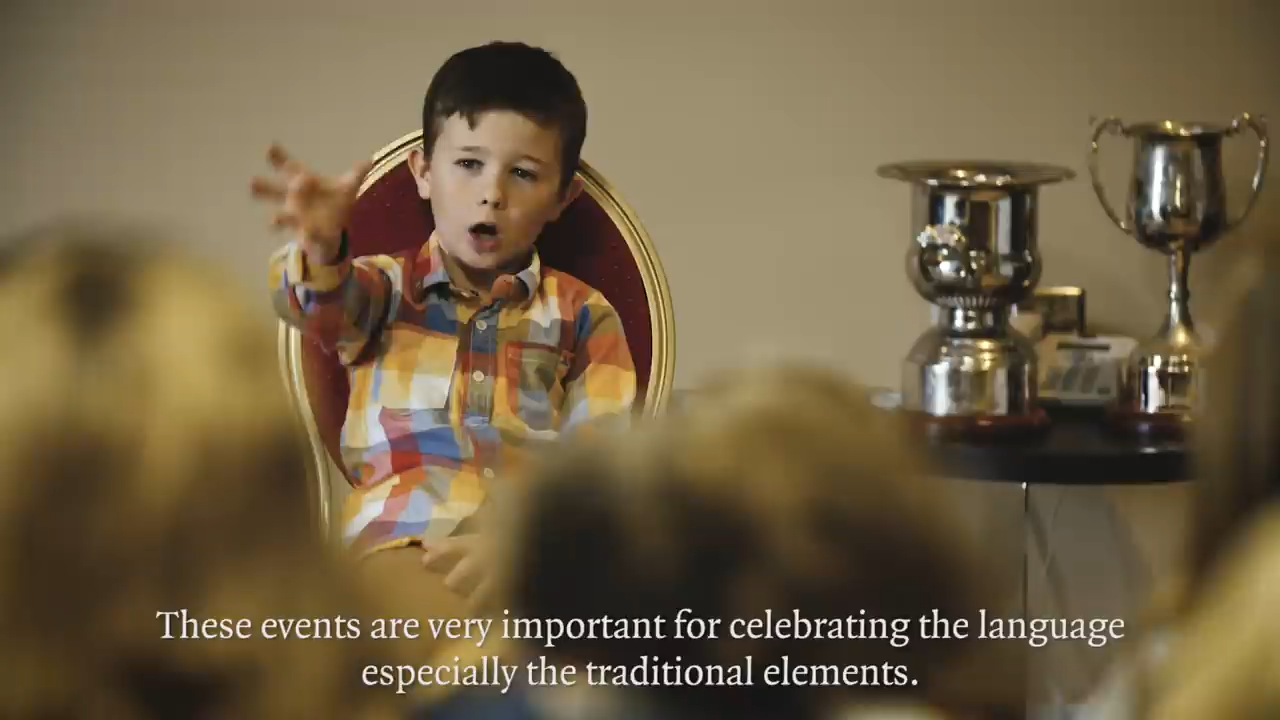 These events are very important for celebrating the language
especially the traditional elements.